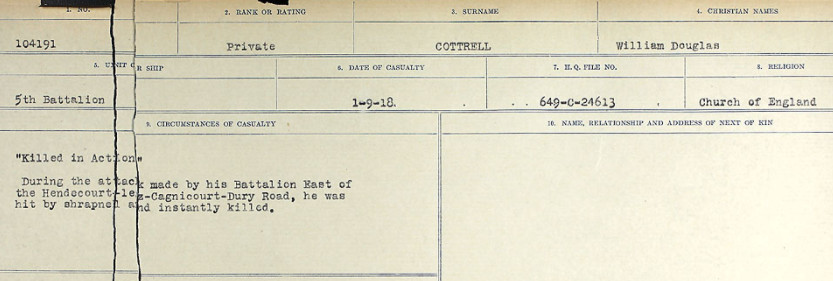 1. NO. 2. RANK OR RATING 3. SURNAME 4. CHRISTIAN NAMES
104191 Private COTTRELL William Douglas
5. UNIT OR SHIP 6. DATE OF CASUALTY 7. H.Q. FILE NO. 8. RELIGION
5th Battalion 1-9-18. 649-C-24613 Church of England
9. CIRCUMSTANCES OF CASUALTY 10. NAME, RELATIONSHIP AND ADDRESS OF NEXT OF KIN
"Killed in Action"
During the attack made by his Battalion East of
the Hendecourt-lez-Cagnicourt-Dury Road, he was
hit by shrapnel and instantly killed.